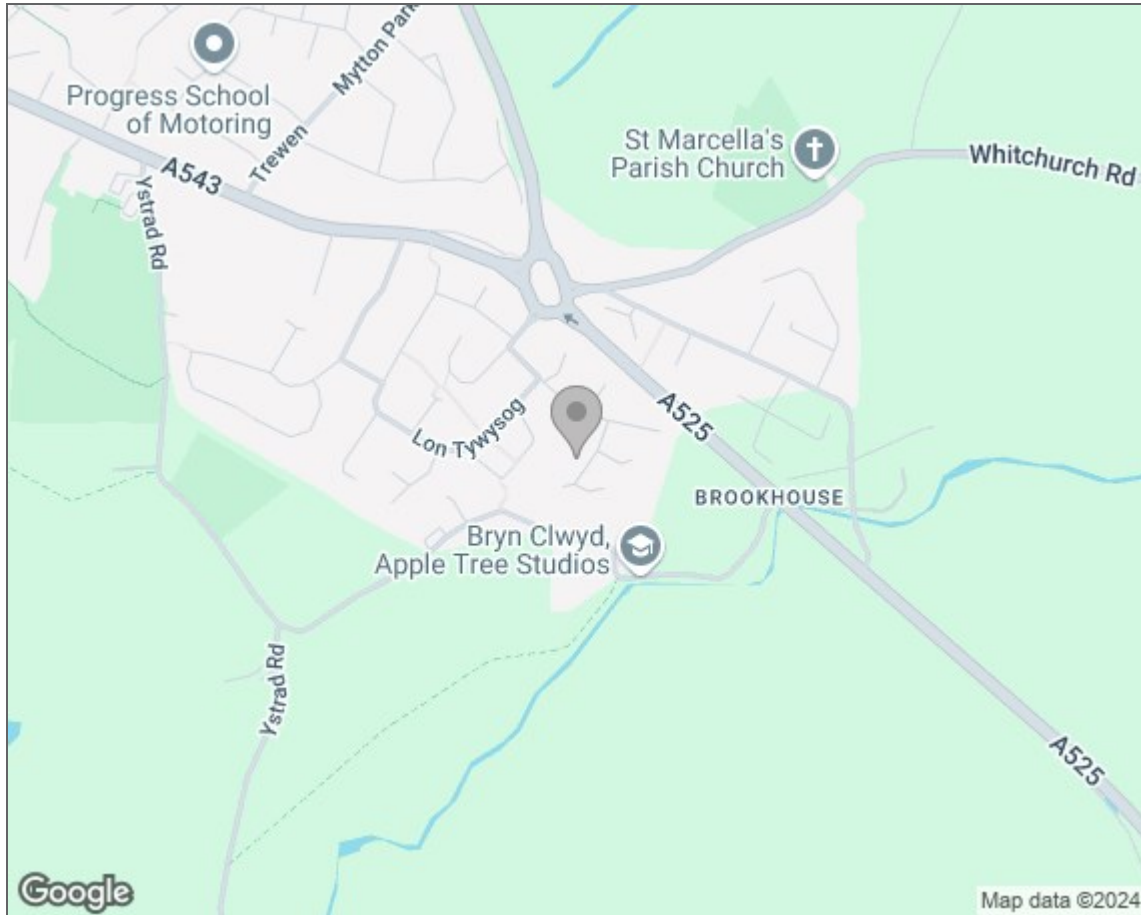 Mytton Park
Progress School
of Motoring
Trewen
A543
St Marcella's
Parish Church
Whitchurch Rd
Ystrad Rd
Lon Tywysog
A525
BROOKHOUSE
Bryn Clwyd,
Apple Tree Studios
Ystrad Rd
A525
Google
Map data ©2024